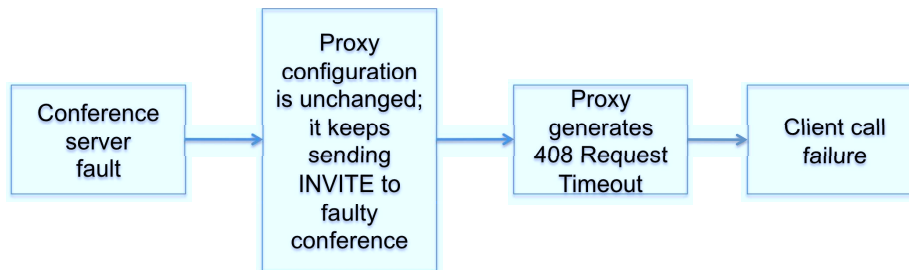 Conference
server
fault
Proxy
configuration
is unchanged;
it keeps
sending
INVITE to
faulty
conference
Proxy
generates
408 Request
Timeout
Client call
failure